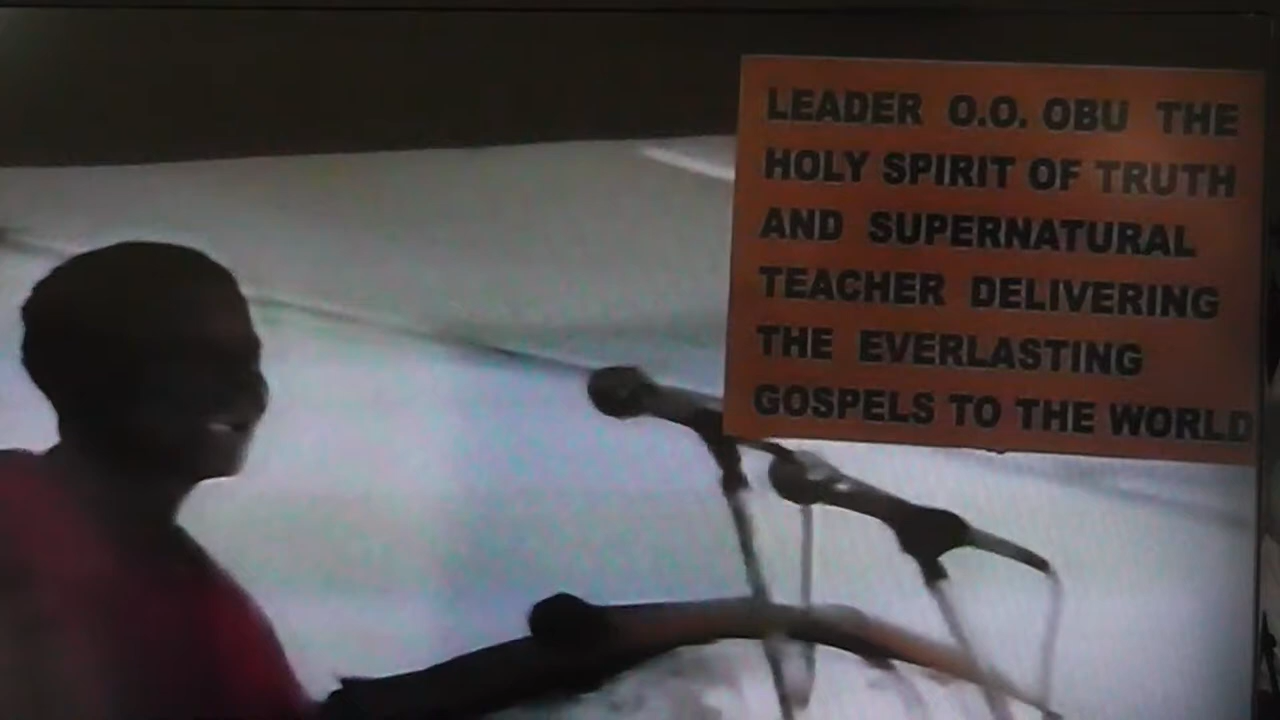 LEADER O.O. OBU THE
HOLY SPIRIT OF TRUTH
AND SUPERNATURAL
TEACHER DELIVERING
THE EVERLASTING
GOSPELS TO THE WORLD